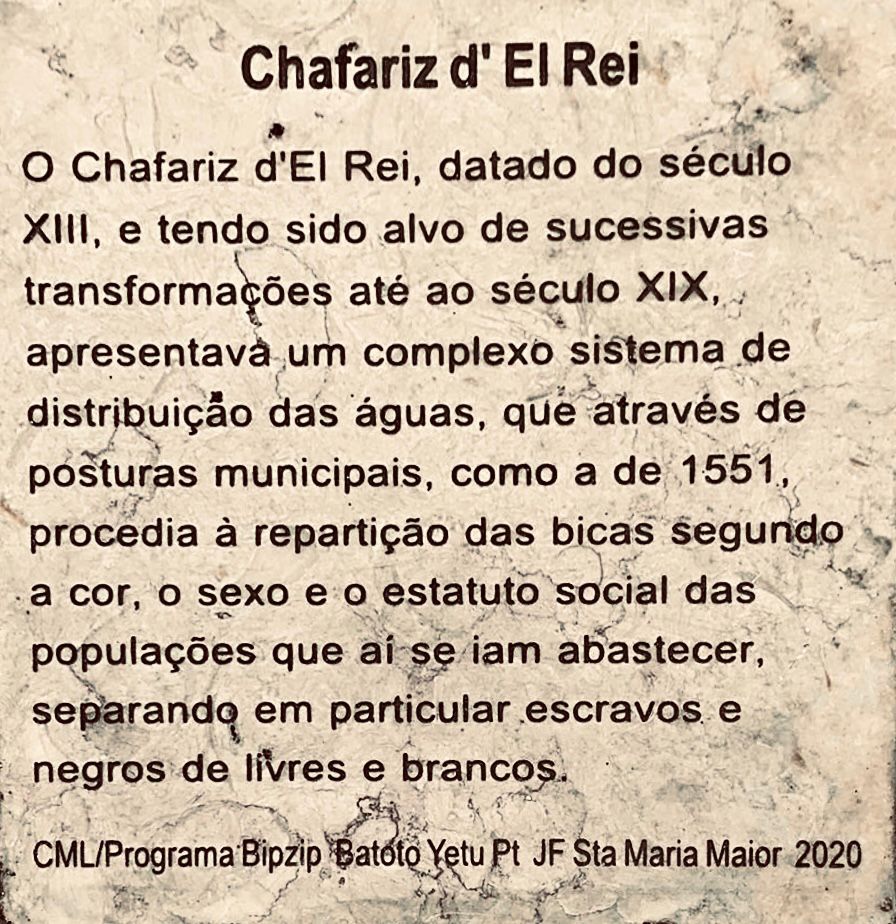 Chafariz d' El Rei
O Chafariz d'El Rei, datado do século
XIII, e tendo sido alvo de sucessivas
transformações até ao século XIX,
apresentava um complexo sistema de
distribuição das águas, que através de
posturas municipais, como a de 1551,
procedia à repartição das bicas segundo
a cor, o sexo e o estatuto social das
populações que aí se iam abastecer,
separando em particular escravos e
negros de livres e brancos.
CML/Programa Bipzip Batoto Yetu Pt JF Sta Maria Maior 2020